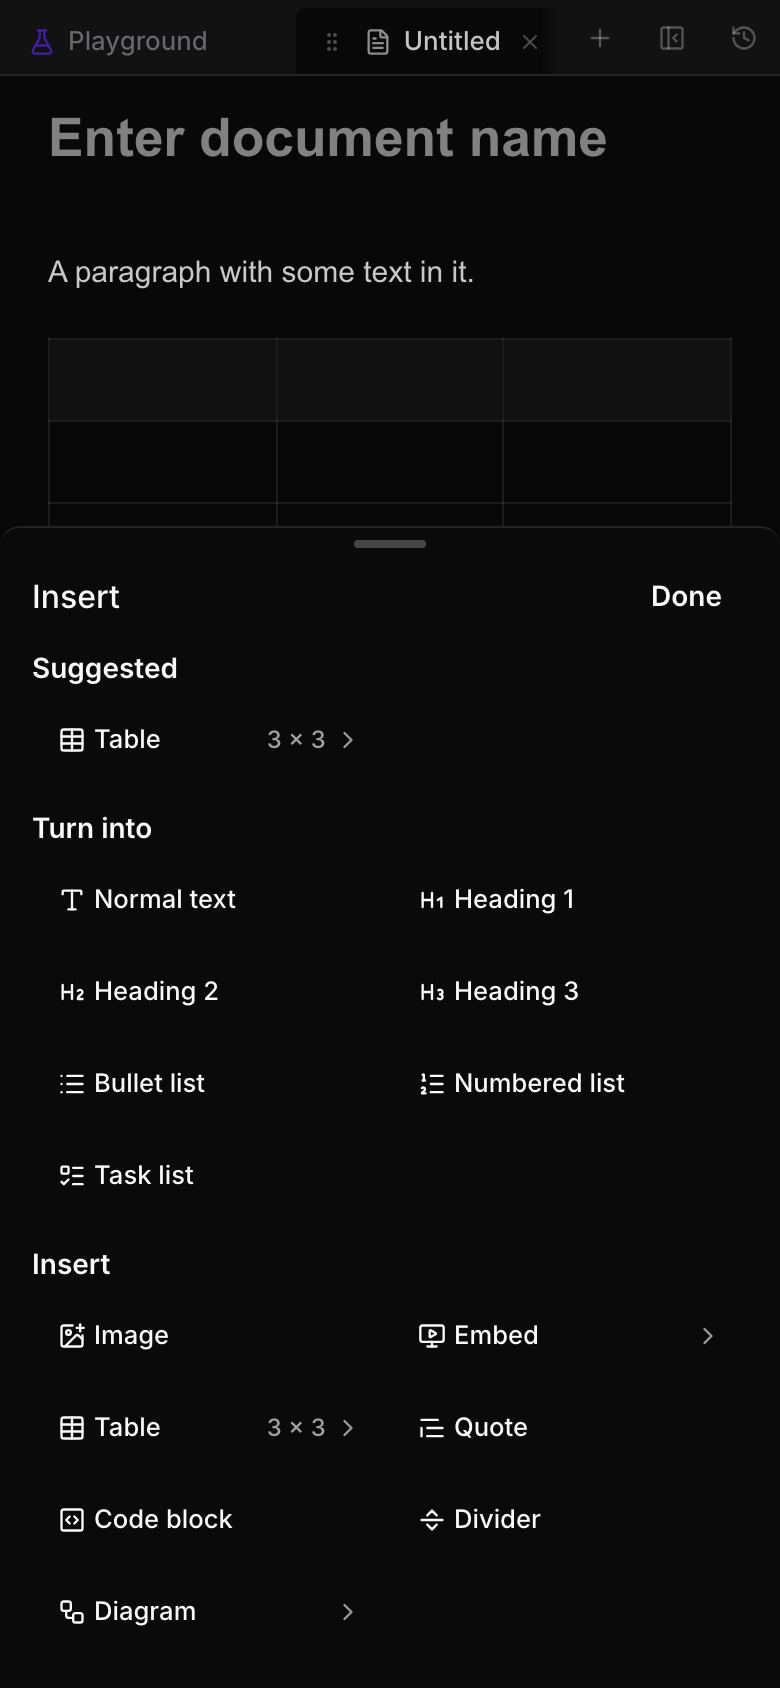 Playground
Untitled
Enter document name
A paragraph with some text in it.
Insert
Done
Suggested
Table 3 × 3
Turn into
Normal text
H1 Heading 1
H2 Heading 2
H3 Heading 3
Bullet list
Numbered list
Task list
Insert
Image
Embed
Table 3 × 3
Quote
Code block
Divider
Diagram